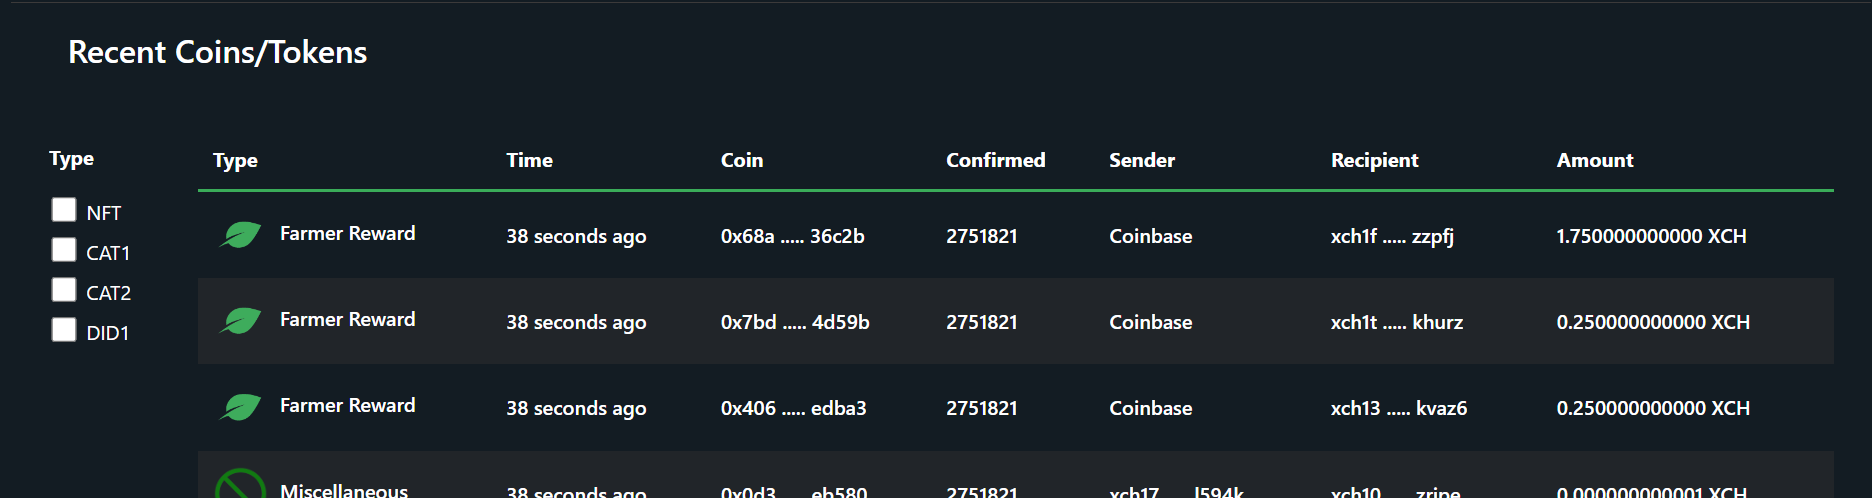 Recent Coins/Tokens
Type
NFT
CAT1
CAT2
DID1
Type Time Coin Confirmed Sender Recipient Amount
Farmer Reward 38 seconds ago 0x68a ..... 36c2b 2751821 Coinbase xch1f ..... zzpfj 1.750000000000 XCH
Farmer Reward 38 seconds ago 0x7bd ..... 4d59b 2751821 Coinbase xch1t ..... khurz 0.250000000000 XCH
Farmer Reward 38 seconds ago 0x406 ..... edba3 2751821 Coinbase xch13 ..... kvaz6 0.250000000000 XCH
Miscellaneous 38 seconds ago 0x0d3 ..... eb580 2751821 xch17 ..... l594k xch10 ..... zripe 0.000000000001 XCH